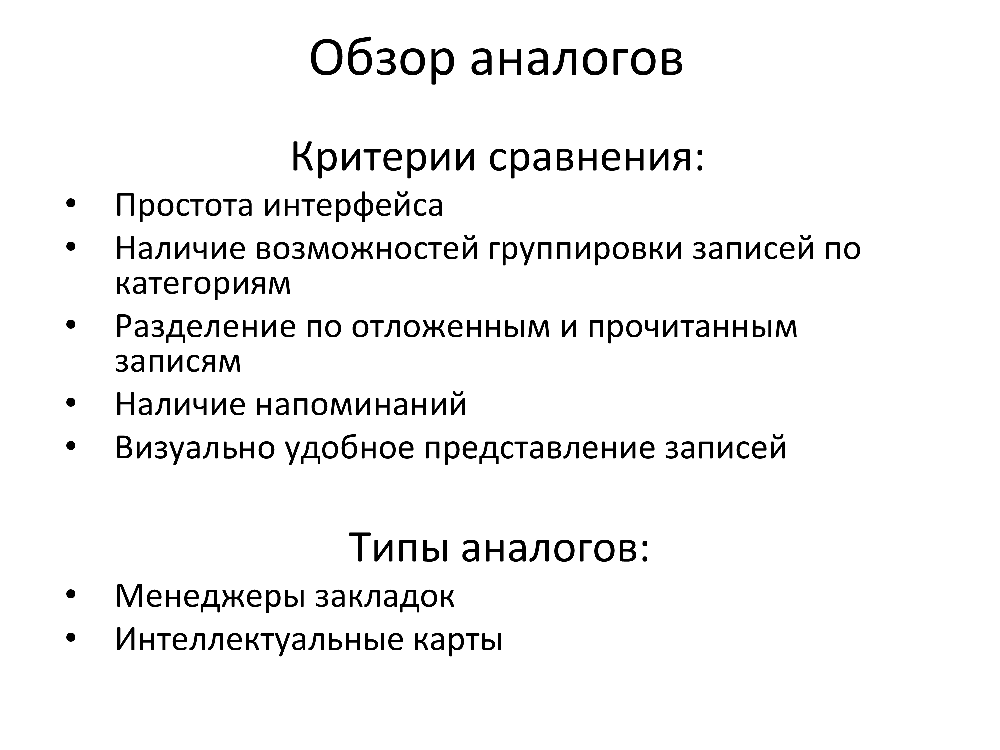 Обзор аналогов
Критерии сравнения:
• Простота интерфейса
• Наличие возможностей группировки записей по
категориям
• Разделение по отложенным и прочитанным
записям
• Наличие напоминаний
• Визуально удобное представление записей
Типы аналогов:
• Менеджеры закладок
• Интеллектуальные карты